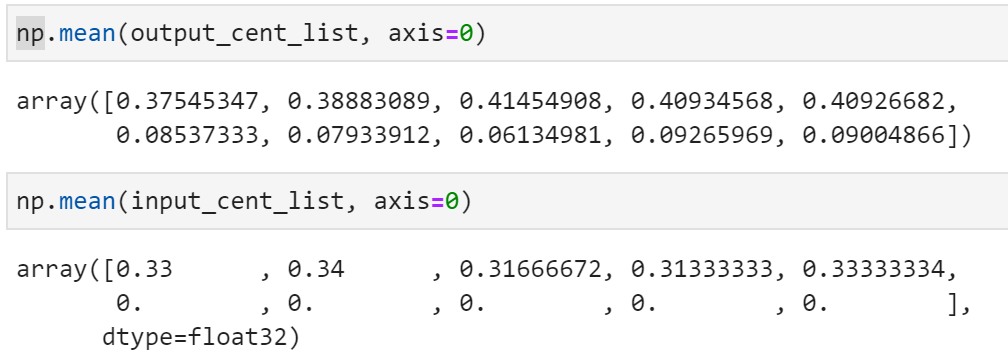 np.mean(output_cent_list, axis=0)
array([0.37545347, 0.38883089, 0.41454908, 0.40934568, 0.40926682,
       0.08537333, 0.07933912, 0.06134981, 0.09265969, 0.09004866])
np.mean(input_cent_list, axis=0)
array([0.33      , 0.34      , 0.31666672, 0.31333333, 0.33333334,
       0.        , 0.        , 0.        , 0.        , 0.        ],
      dtype=float32)